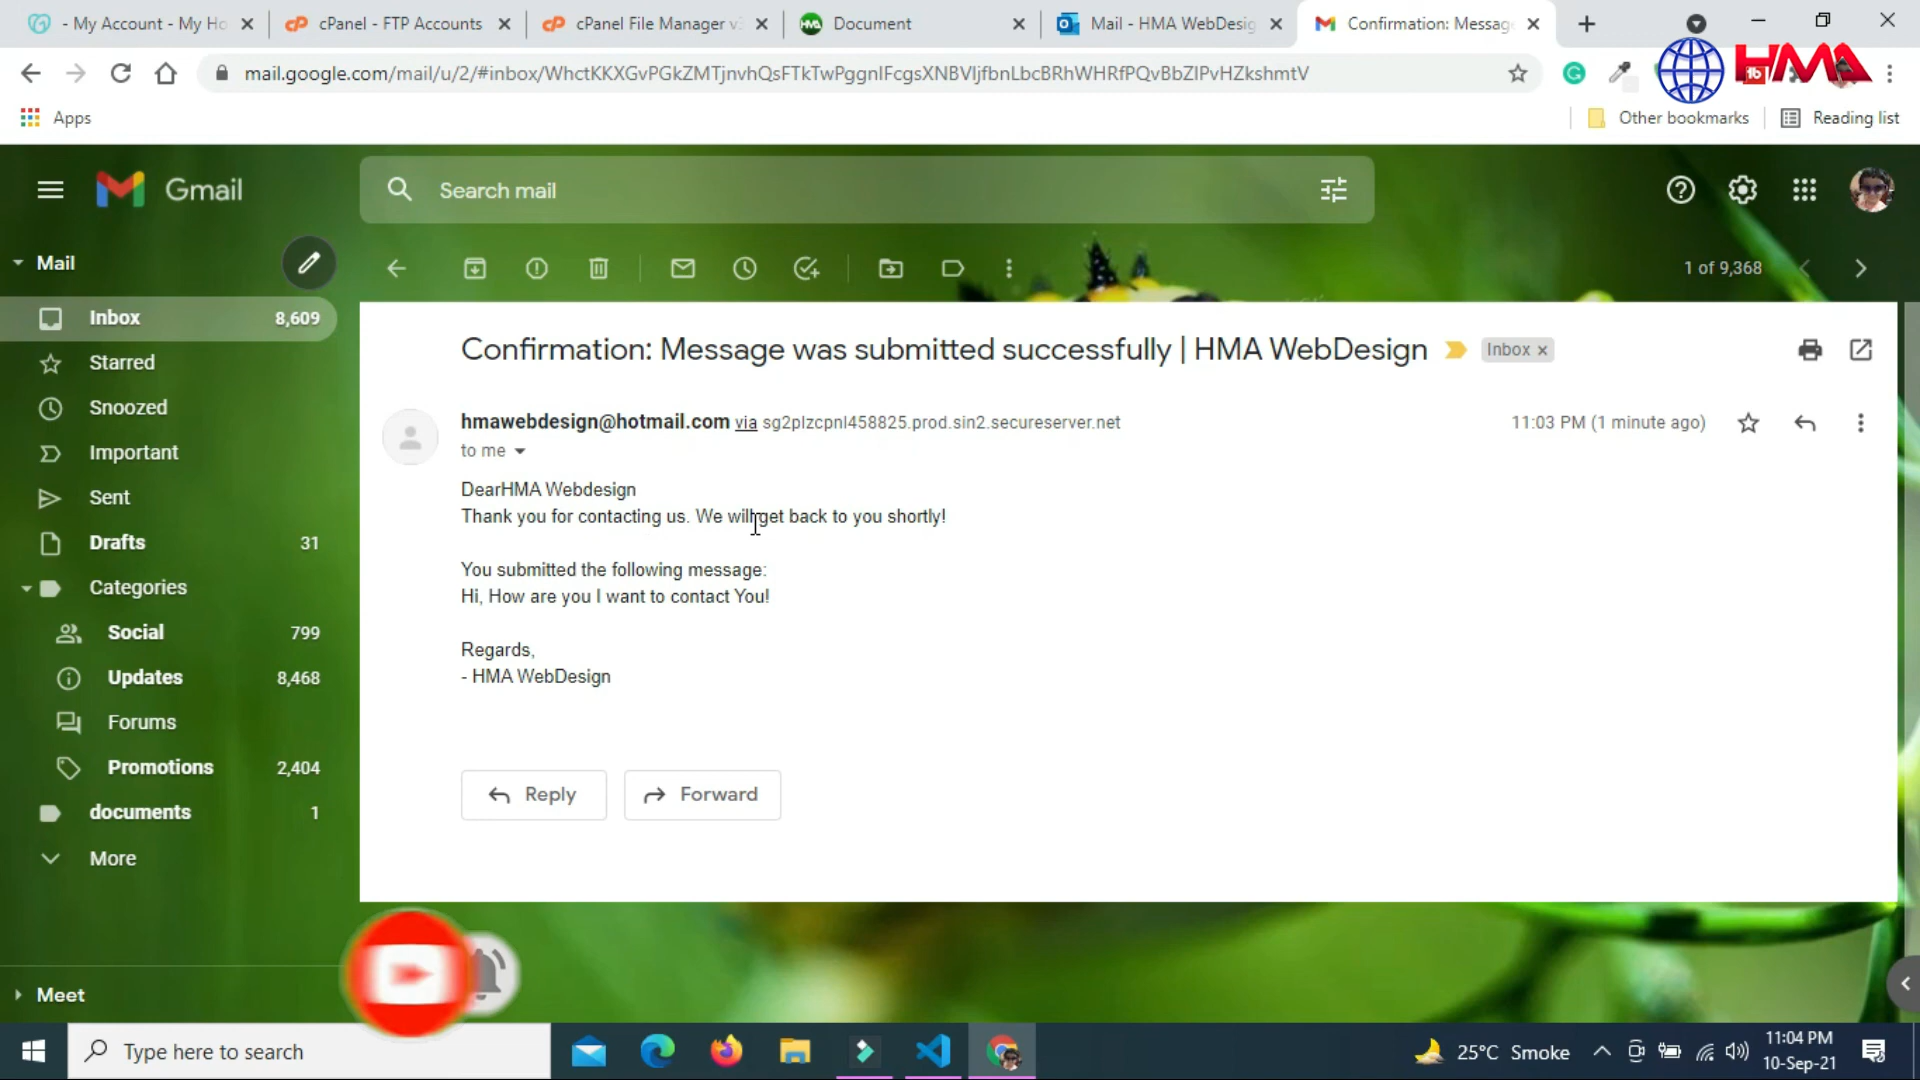 - My Account - My Ho
cPanel - FTP Accounts
cPanel File Manager v
Document
Mail - HMA WebDesig
Confirmation: Messag
mail.google.com/mail/u/2/#inbox/WhctKKXGvPGkZMTjnvhQsFTkTwPggnIFcgsXNBVljfbnLbcBRhWHRfPQvBbZIPvHZkshmtV
HMA
Apps
Other bookmarks
Reading list
Gmail
Search mail
Mail
1 of 9,368
Inbox 8,609
Starred
Snoozed
Important
Sent
Drafts 31
Categories
Social 799
Updates 8,468
Forums
Promotions 2,404
documents 1
More
Meet
Confirmation: Message was submitted successfully | HMA WebDesign Inbox ×
hmawebdesign@hotmail.com via sg2plzcpnl458825.prod.sin2.secureserver.net
11:03 PM (1 minute ago)
to me
DearHMA Webdesign
Thank you for contacting us. We will get back to you shortly!
You submitted the following message:
Hi, How are you I want to contact You!
Regards,
- HMA WebDesign
Reply
Forward
Type here to search
25°C Smoke
11:04 PM
10-Sep-21